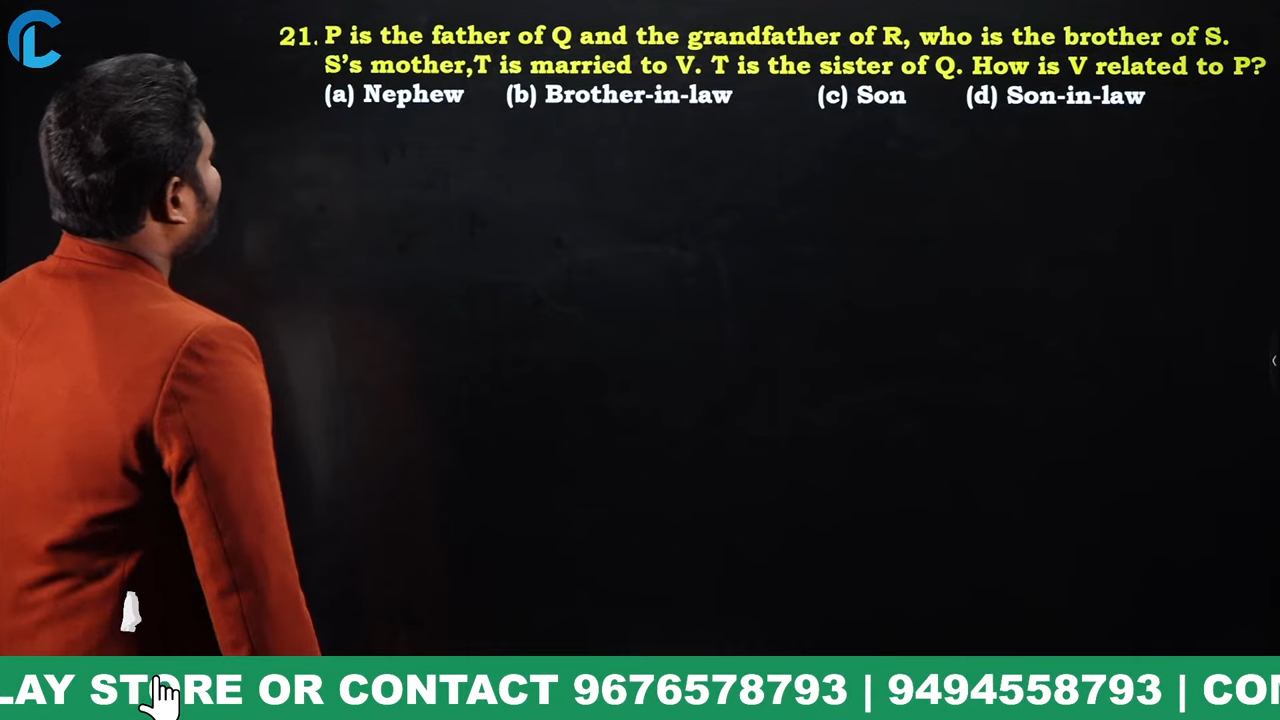 CL
21. P is the father of Q and the grandfather of R, who is the brother of S.
S's mother,T is married to V. T is the sister of Q. How is V related to P?
(a) Nephew (b) Brother-in-law (c) Son (d) Son-in-law
LAY STORE OR CONTACT 9676578793 | 9494558793 | CON